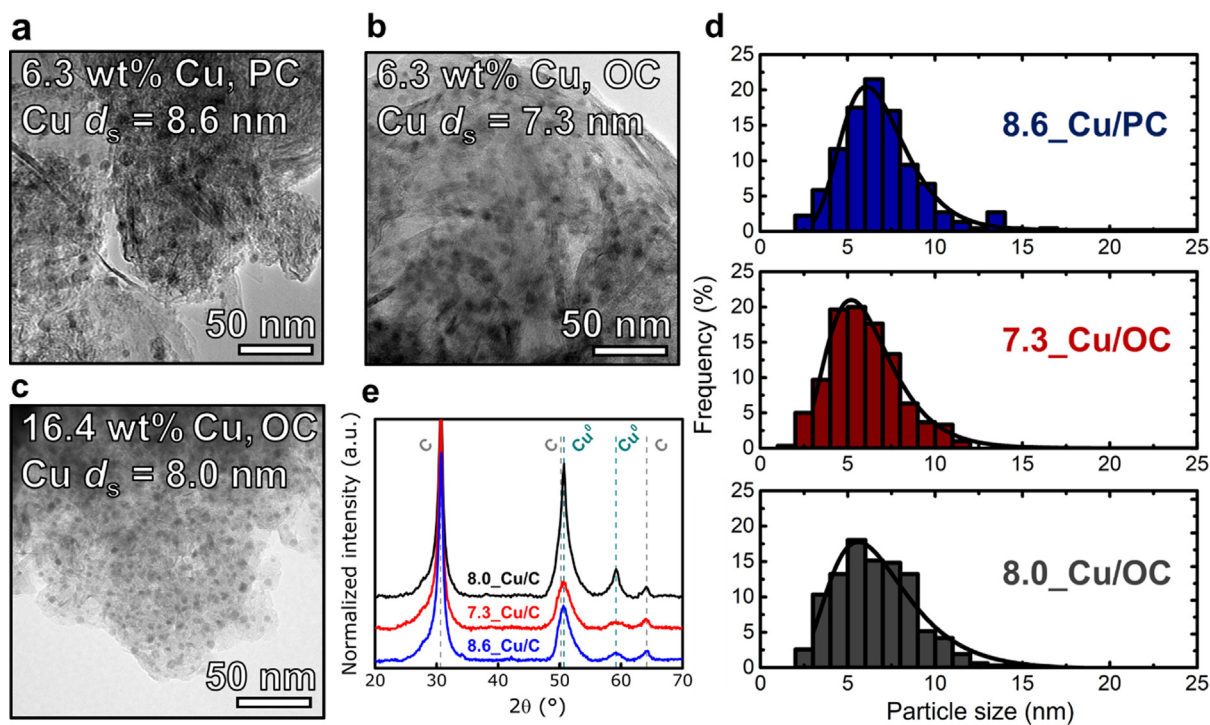 a
6.3 wt% Cu, PC
Cu ds = 8.6 nm
50 nm
b
6.3 wt% Cu, OC
Cu ds = 7.3 nm
50 nm
c
16.4 wt% Cu, OC
Cu ds = 8.0 nm
50 nm
d
25
20
15
10
5
0
8.6_Cu/PC
0 5 10 15 20 25
25
20
15
10
5
0
7.3_Cu/OC
0 5 10 15 20 25
25
20
15
10
5
0
8.0_Cu/OC
0 5 10 15 20 25
Frequency (%)
Particle size (nm)
e
Normalized intensity (a.u.)
C
C
Cu⁰
Cu⁰
C
8.0_Cu/C
7.3_Cu/C
8.6_Cu/C
20 30 40 50 60 70
2θ (°)